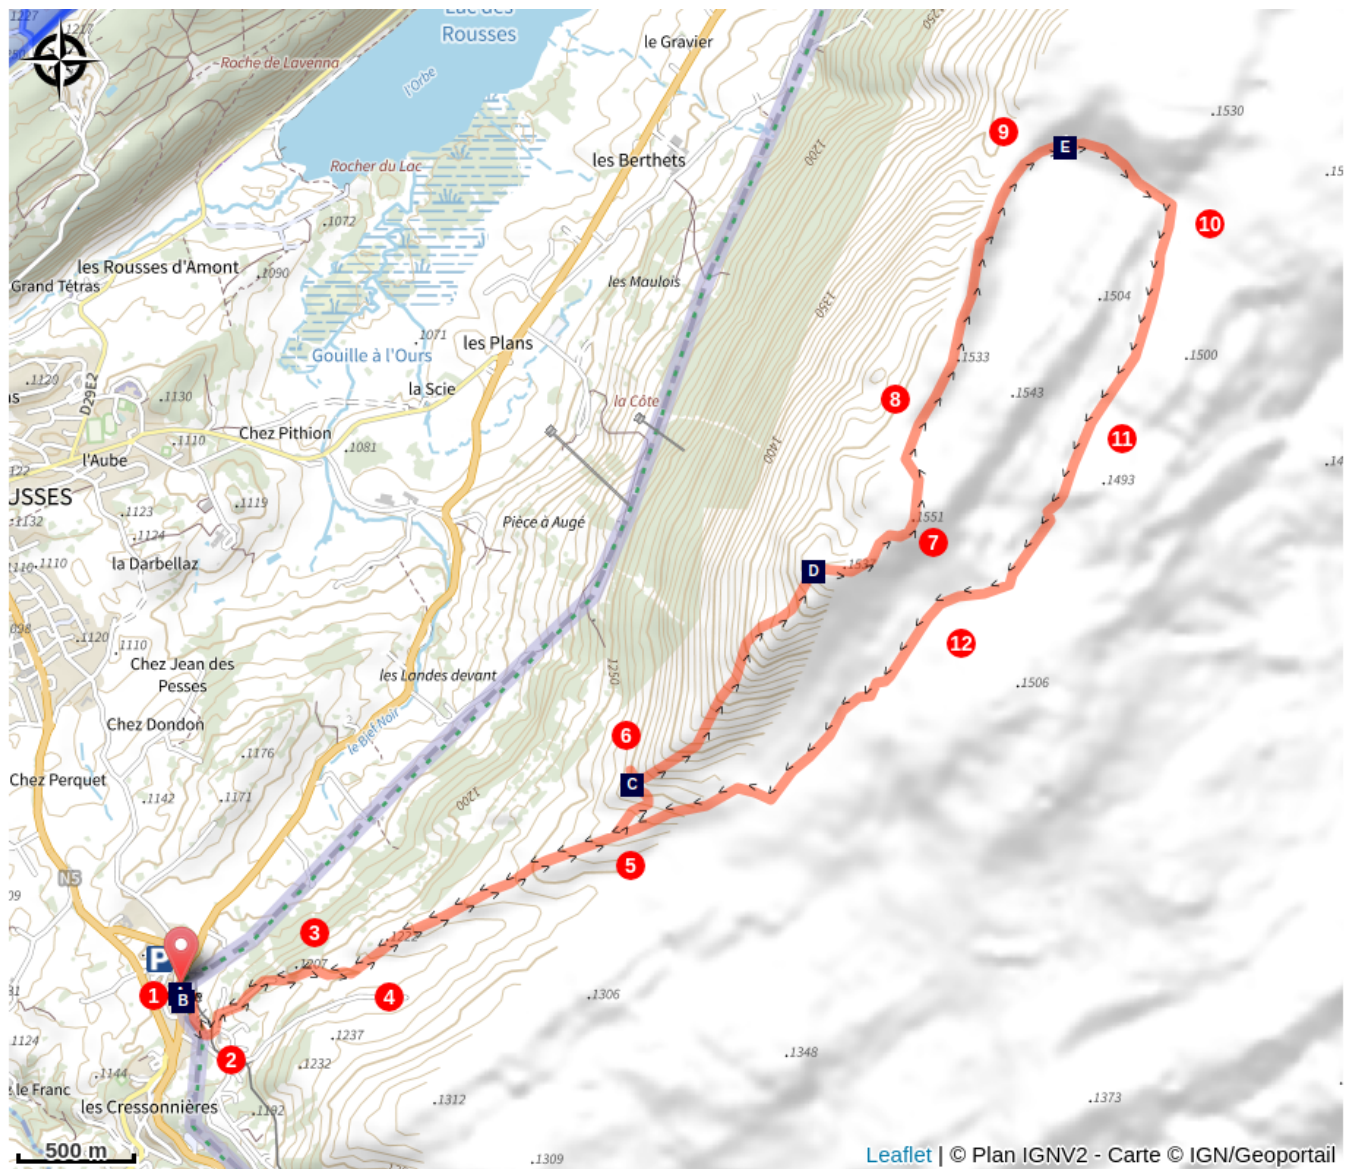 1227
1217
Lac des
Rousses
1250
le Gravier
Roche de Lavenna
l'Orbe
.1530
9
E
les Berthets
1200
Rocher du Lac
.1072
10
les Rousses d'Amont
.1090
Grand Tétras
les Maulois
.1504
1350
.1071
les Plans
Gouille à l'Ours
.1533
.1500
D29E2
.1120
.1130
la Scie
la Côte
8
.1543
Chez Pithion
.1110
.1081
1400
11
l'Aube
.1493
USSES
.1119
.1132
.1123
.1124
Pièce à Augé
.1551
7
la Darbellaz
.1110
D
.1537
.1120
.1110
12
Chez Jean des
Pesses
les Landes devant
1250
.1506
Chez Dondon
le Bief Noir
6
.1176
Chez Perquet
C
.1142
.1171
1200
5
N5
3
.1222
P
.1207
1
B
4
.1306
.1124
.1237
2
.1232
.1348
.1144
le Franc
les Cressonnières
.1192
.1312
.1373
500 m
.1309
Leaflet | © Plan IGNV2 - Carte © IGN/Geoportail